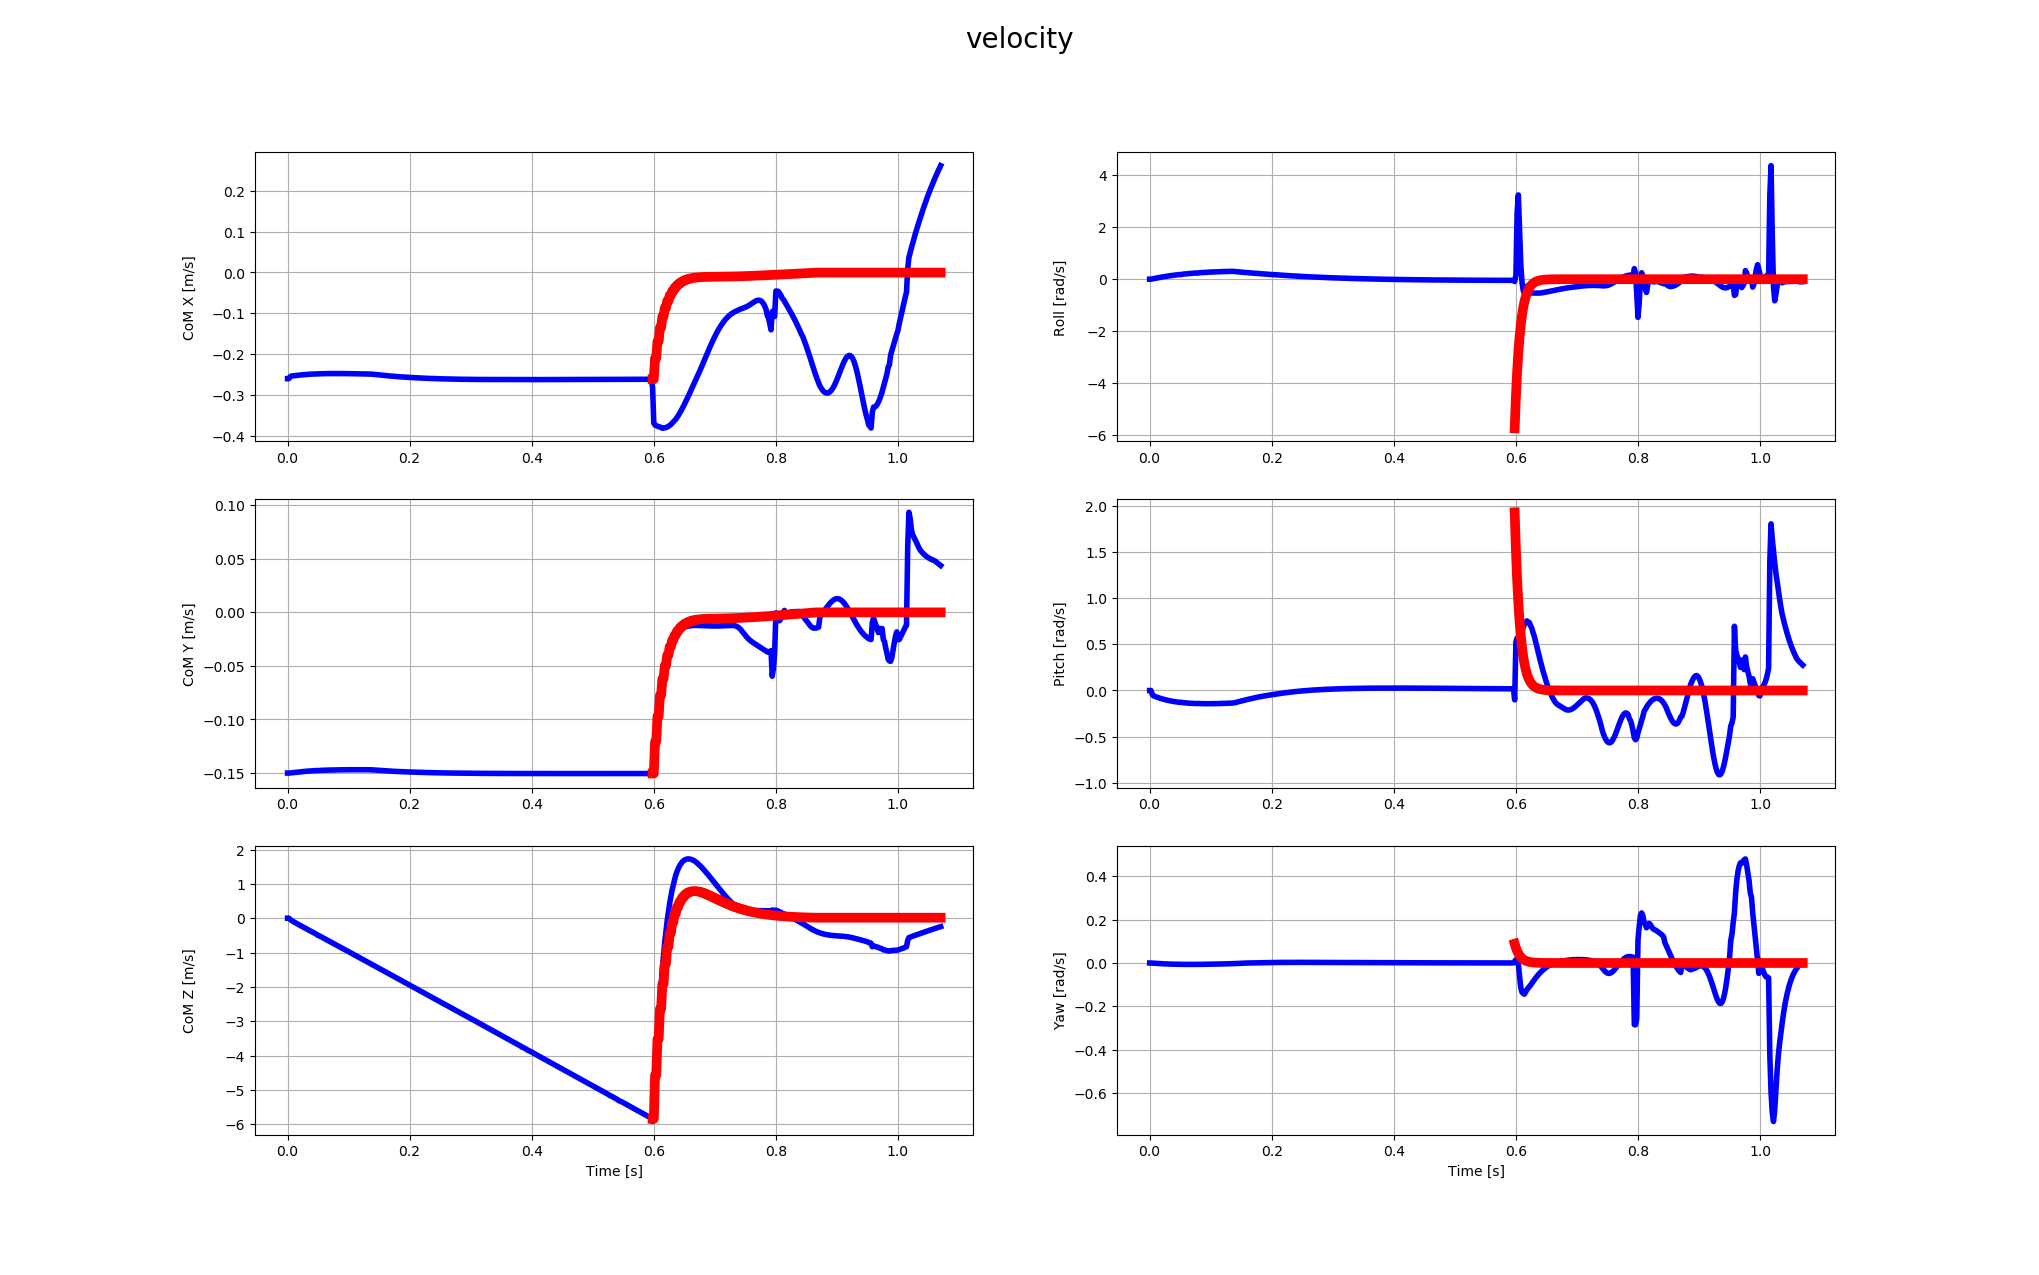 velocity
CoM X [m/s]
0.2
0.1
0.0
−0.1
−0.2
−0.3
−0.4
0.0 0.2 0.4 0.6 0.8 1.0
Roll [rad/s]
4
2
0
−2
−4
−6
0.0 0.2 0.4 0.6 0.8 1.0
CoM Y [m/s]
0.10
0.05
0.00
−0.05
−0.10
−0.15
0.0 0.2 0.4 0.6 0.8 1.0
Pitch [rad/s]
2.0
1.5
1.0
0.5
0.0
−0.5
−1.0
0.0 0.2 0.4 0.6 0.8 1.0
CoM Z [m/s]
2
1
0
−1
−2
−3
−4
−5
−6
0.0 0.2 0.4 0.6 0.8 1.0
Time [s]
Yaw [rad/s]
0.4
0.2
0.0
−0.2
−0.4
−0.6
0.0 0.2 0.4 0.6 0.8 1.0
Time [s]